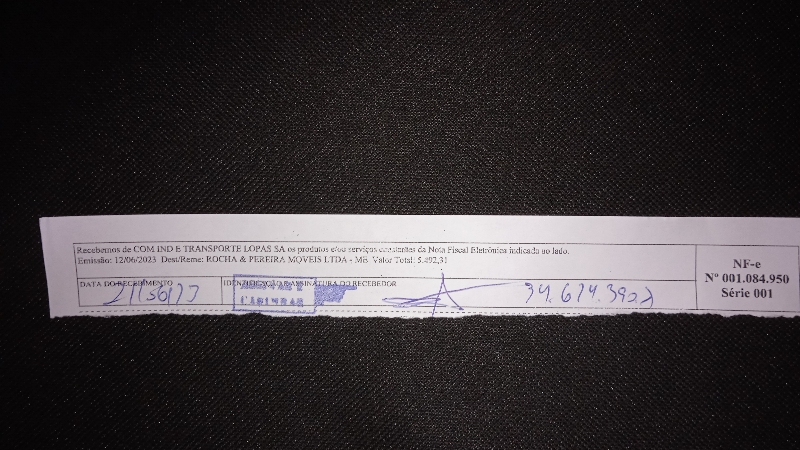 Recebemos de COM IND E TRANSPORTE LOPAS SA os produtos e/ou serviços constantes da Nota Fiscal Eletrônica indicada ao lado.
Emissão: 12/06/2023 Dest/Reme: ROCHA & PEREIRA MOVEIS LTDA - ME Valor Total: 5.492,31
NF-e
Nº 001.084.950
Série 001
DATA DO RECEBIMENTO
IDENTIFICAÇÃO E ASSINATURA DO RECEBEDOR